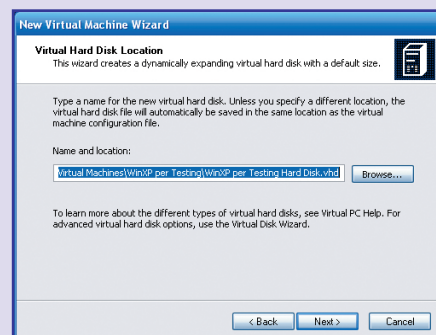 New Virtual Machine Wizard
Virtual Hard Disk Location
This wizard creates a dynamically expanding virtual hard disk with a default size.
Type a name for the new virtual hard disk. Unless you specify a different location, the
virtual hard disk file will automatically be saved in the same location as the virtual
machine configuration file.
Name and location:
Virtual Machines\WinXP per Testing\WinXP per Testing Hard Disk.vhd Browse...
To learn more about the different types of virtual hard disks, see Virtual PC Help. For
advanced virtual hard disk options, use the Virtual Disk Wizard.
< Back Next > Cancel